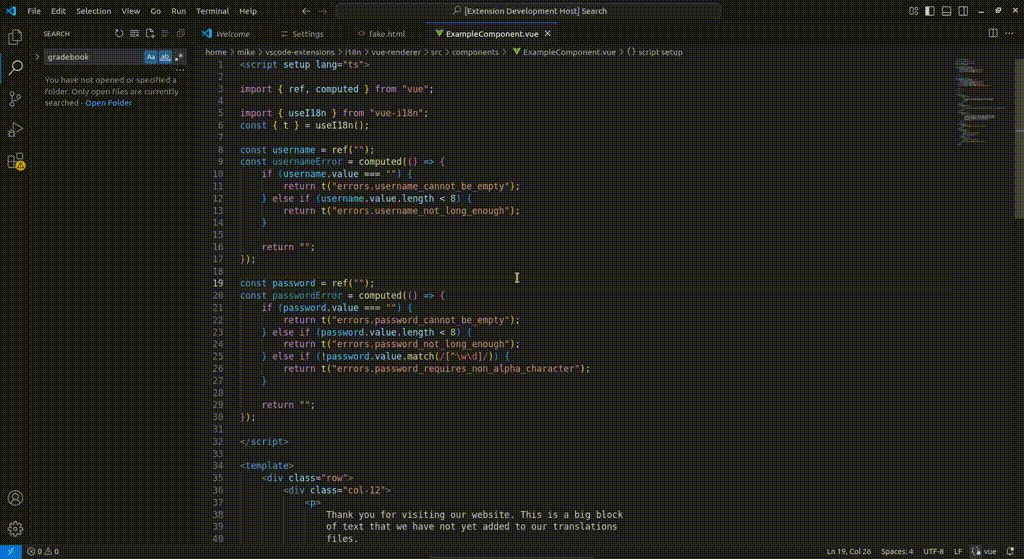 File Edit Selection View Go Run Terminal Help
[Extension Development Host] Search
SEARCH
gradebook
Aa ab
You have not opened or specified a
folder. Only open files are currently
searched - Open Folder
Welcome
Settings
fake.html
ExampleComponent.vue
home > mike > vscode-extensions > i18n > vue-renderer > src > components > ExampleComponent.vue > {} script setup
1 <script setup lang="ts">
2
3 import { ref, computed } from "vue";
4
5 import { useI18n } from "vue-i18n";
6 const { t } = useI18n();
7
8 const username = ref("");
9 const usernameError = computed(() => {
10 if (username.value === "") {
11 return t("errors.username_cannot_be_empty");
12 } else if (username.value.length < 8) {
13 return t("errors.username_not_long_enough");
14 }
15
16 return "";
17 });
18
19 const password = ref("");
20 const passwordError = computed(() => {
21 if (password.value === "") {
22 return t("errors.password_cannot_be_empty");
23 } else if (password.value.length < 8) {
24 return t("errors.password_not_long_enough");
25 } else if (!password.value.match(/[^\w\d]/)) {
26 return t("errors.password_requires_non_alpha_character");
27 }
28
29 return "";
30 });
31
32 </script>
33
34 <template>
35 <div class="row">
36 <div class="col-12">
37 <p>
38 Thank you for visiting our website. This is a big block
39 of text that we have not yet added to our translations
40 files.
0 0
Ln 19, Col 26 Spaces: 4 UTF-8 LF vue